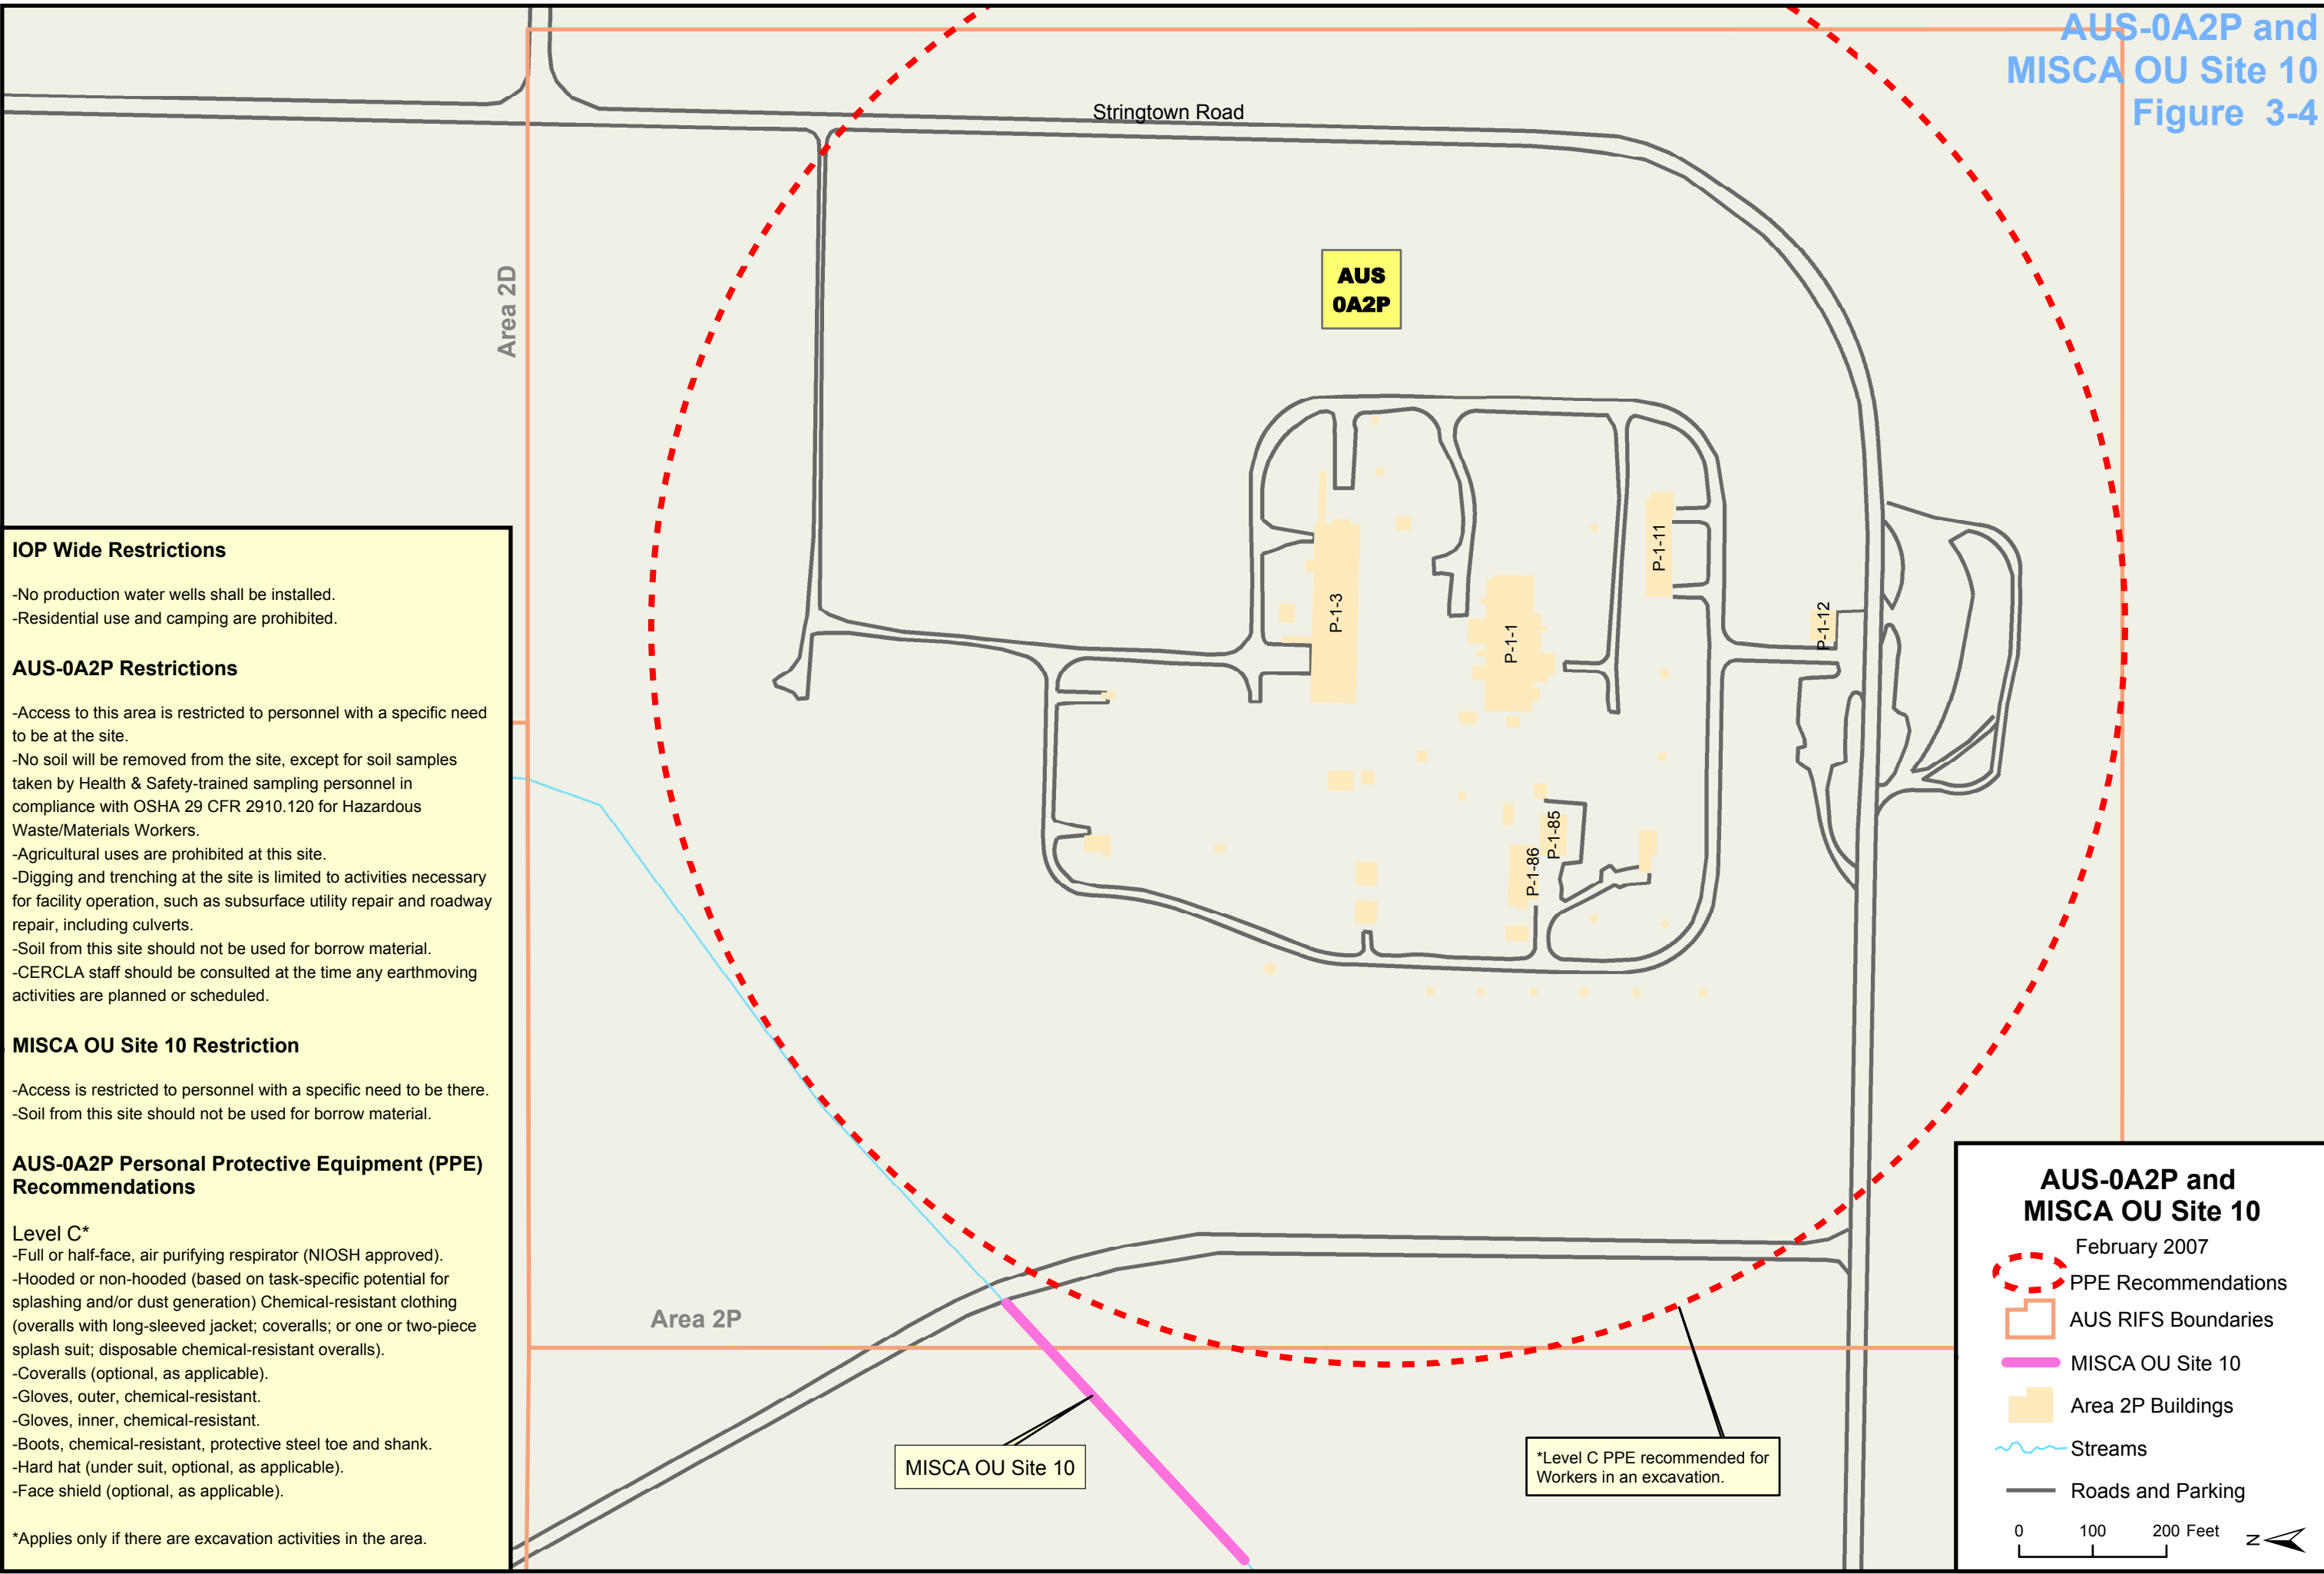 AUS-0A2P and
MISCA OU Site 10
Figure 3-4
Stringtown Road
Area 2D
AUS
0A2P
P-1-3
P-1-1
P-1-11
P-1-12
P-1-85
P-1-86
Area 2P
MISCA OU Site 10
*Level C PPE recommended for
Workers in an excavation.
IOP Wide Restrictions
-No production water wells shall be installed.
-Residential use and camping are prohibited.
AUS-0A2P Restrictions
-Access to this area is restricted to personnel with a specific need
to be at the site.
-No soil will be removed from the site, except for soil samples
taken by Health & Safety-trained sampling personnel in
compliance with OSHA 29 CFR 2910.120 for Hazardous
Waste/Materials Workers.
-Agricultural uses are prohibited at this site.
-Digging and trenching at the site is limited to activities necessary
for facility operation, such as subsurface utility repair and roadway
repair, including culverts.
-Soil from this site should not be used for borrow material.
-CERCLA staff should be consulted at the time any earthmoving
activities are planned or scheduled.
MISCA OU Site 10 Restriction
-Access is restricted to personnel with a specific need to be there.
-Soil from this site should not be used for borrow material.
AUS-0A2P Personal Protective Equipment (PPE)
Recommendations
Level C*
-Full or half-face, air purifying respirator (NIOSH approved).
-Hooded or non-hooded (based on task-specific potential for
splashing and/or dust generation) Chemical-resistant clothing
(overalls with long-sleeved jacket; coveralls; or one or two-piece
splash suit; disposable chemical-resistant overalls).
-Coveralls (optional, as applicable).
-Gloves, outer, chemical-resistant.
-Gloves, inner, chemical-resistant.
-Boots, chemical-resistant, protective steel toe and shank.
-Hard hat (under suit, optional, as applicable).
-Face shield (optional, as applicable).
*Applies only if there are excavation activities in the area.
AUS-0A2P and
MISCA OU Site 10
February 2007
PPE Recommendations
AUS RIFS Boundaries
MISCA OU Site 10
Area 2P Buildings
Streams
Roads and Parking
0 100 200 Feet
N